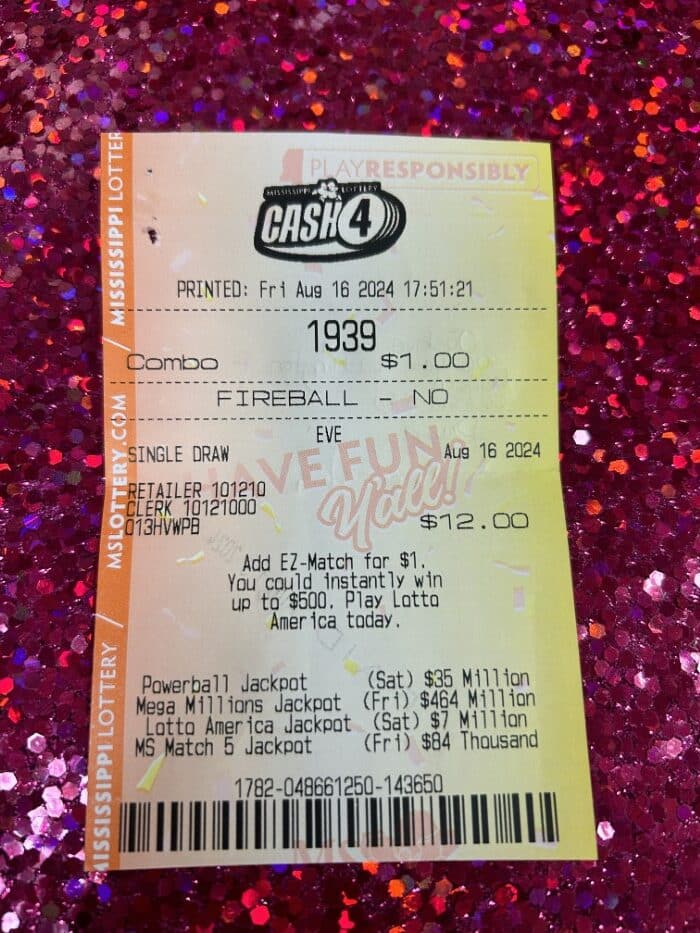 PLAYRESPONSIBLY
MISSISSIPPI LOTTERY
CASH 4
PRINTED: Fri Aug 16 2024 17:51:21
1939
Combo $1.00
FIREBALL - NO
EVE
SINGLE DRAW Aug 16 2024
HAVE FUN,
Y'all!
RETAILER 101210
CLERK 10121000
013HVWPB $12.00
Add EZ-Match for $1.
You could instantly win
up to $500. Play Lotto
America today.
Powerball Jackpot (Sat) $35 Million
Mega Millions Jackpot (Fri) $464 Million
Lotto America Jackpot (Sat) $7 Million
MS Match 5 Jackpot (Fri) $84 Thousand
1782-048661250-143650
MISSISSIPPI LOTTERY / MSLOTTERY.COM / MISSISSIPPI LOTTER